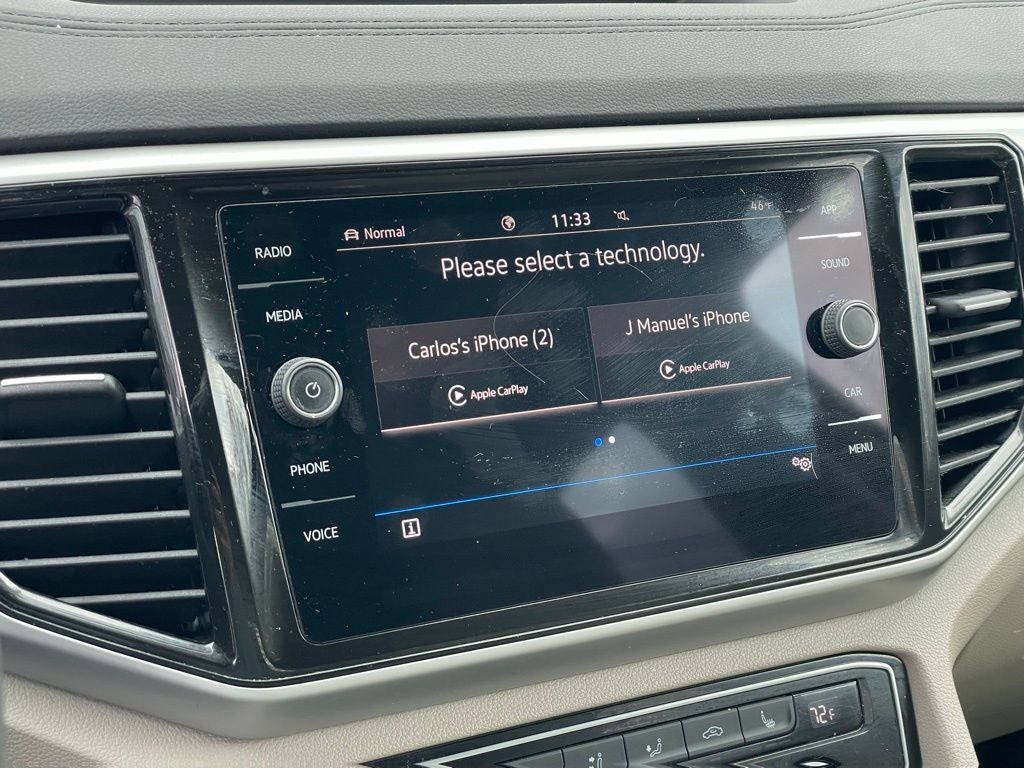 Normal
11:33
46°F
Please select a technology.
Carlos's iPhone (2)
Apple CarPlay
J Manuel's iPhone
Apple CarPlay
i
RADIO
MEDIA
PHONE
VOICE
APP
SOUND
CAR
MENU
72°F